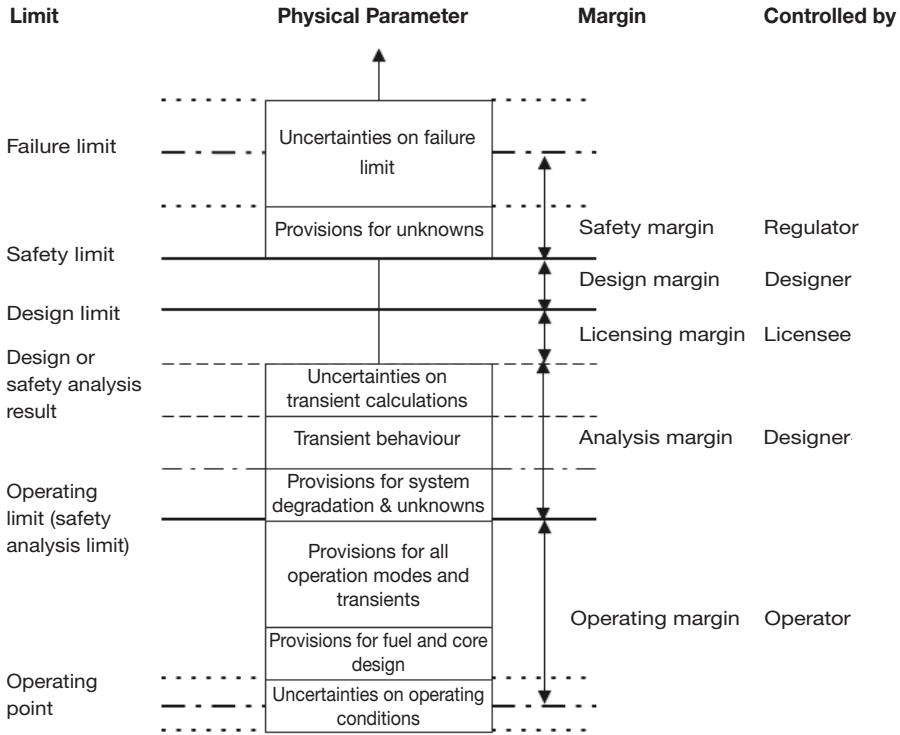 Limit
Physical Parameter
Margin
Controlled by
Failure limit
Uncertainties on failure
limit
Provisions for unknowns
Safety margin
Regulator
Safety limit
Design margin
Designer
Design limit
Licensing margin
Licensee
Design or
safety analysis
result
Uncertainties on
transient calculations
Transient behaviour
Analysis margin
Designer
Provisions for system
degradation & unknowns
Operating
limit (safety
analysis limit)
Provisions for all
operation modes and
transients
Operating margin
Operator
Provisions for fuel and core
design
Operating
point
Uncertainties on operating
conditions